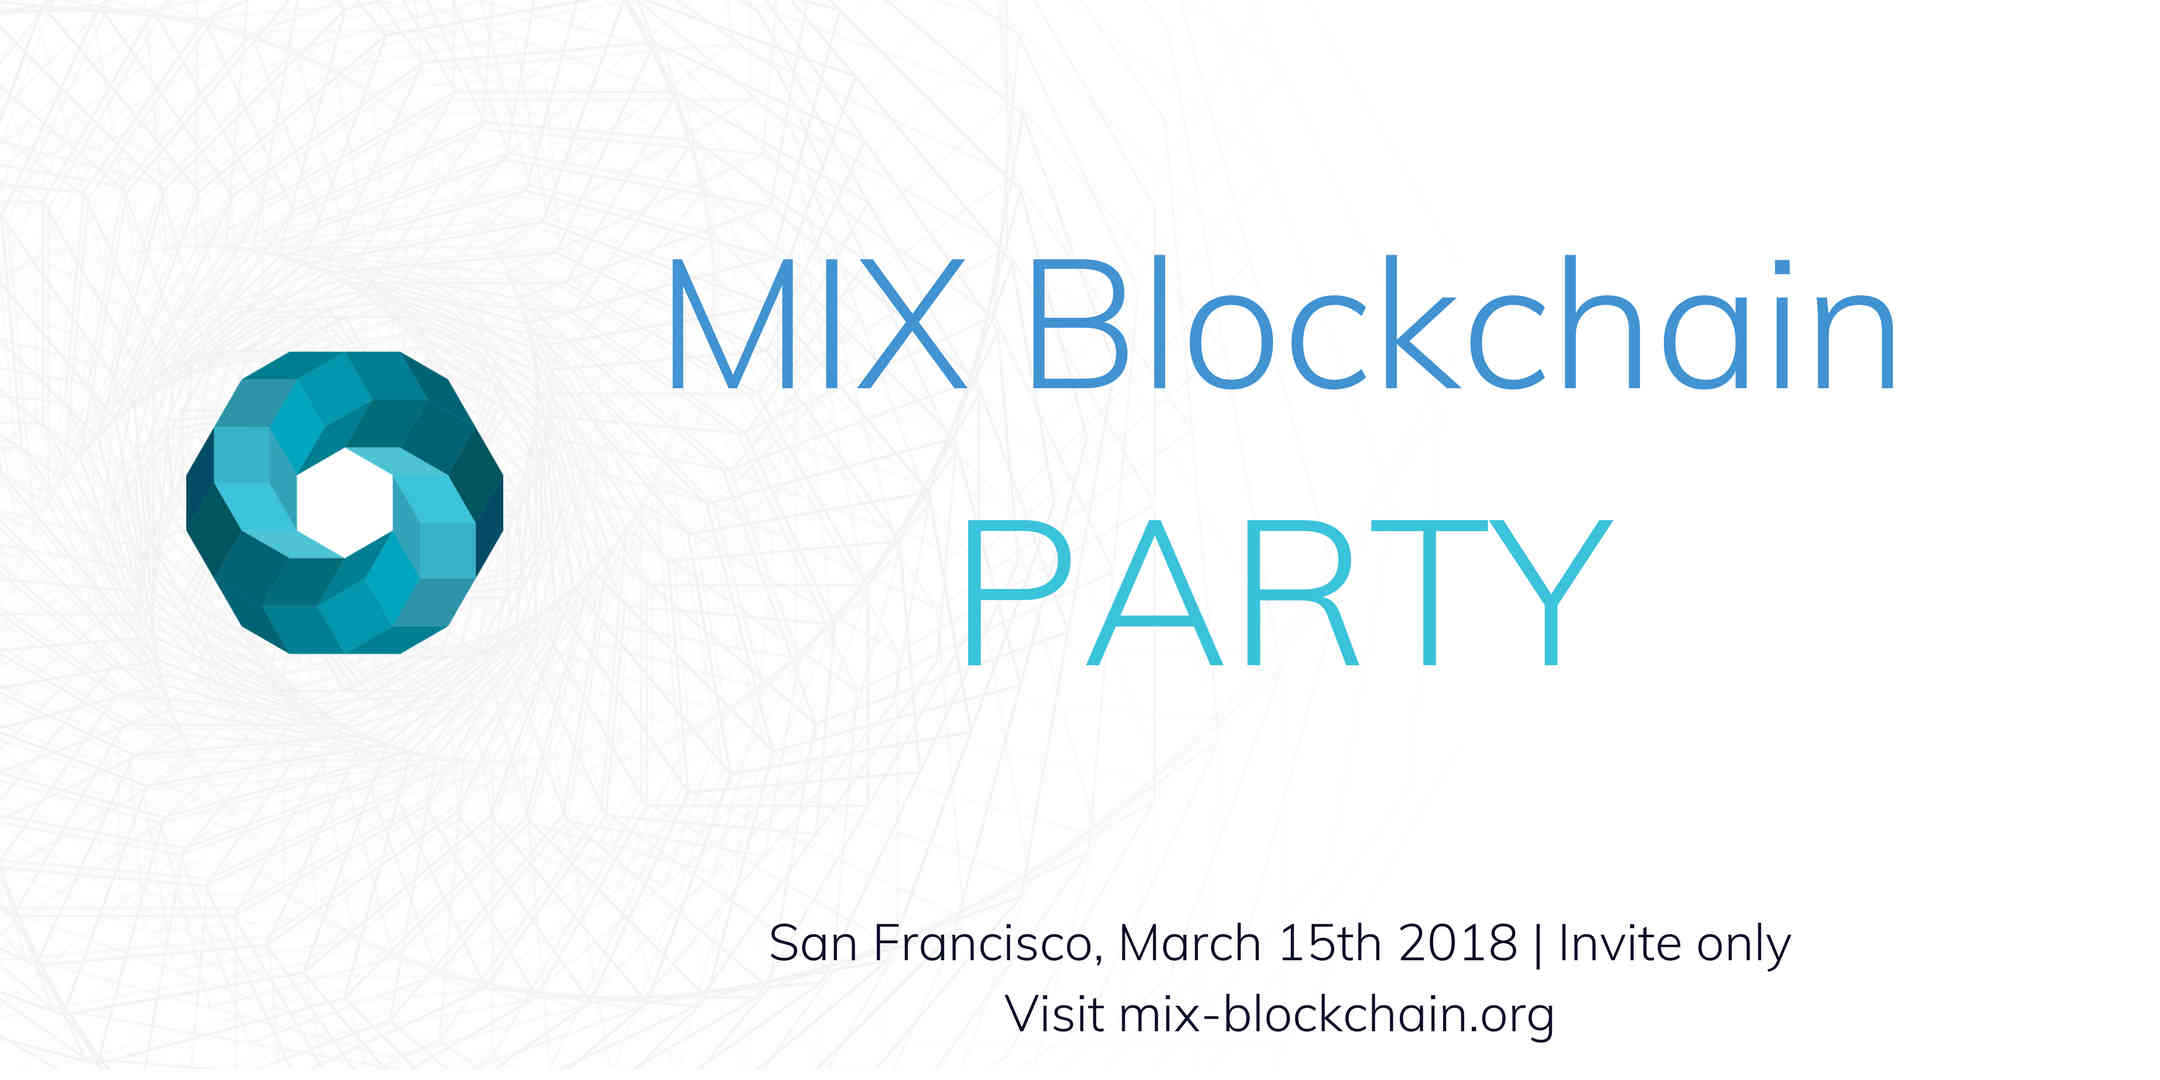 MIX Blockchain
PARTY
San Francisco, March 15th 2018 | Invite only
Visit mix-blockchain.org